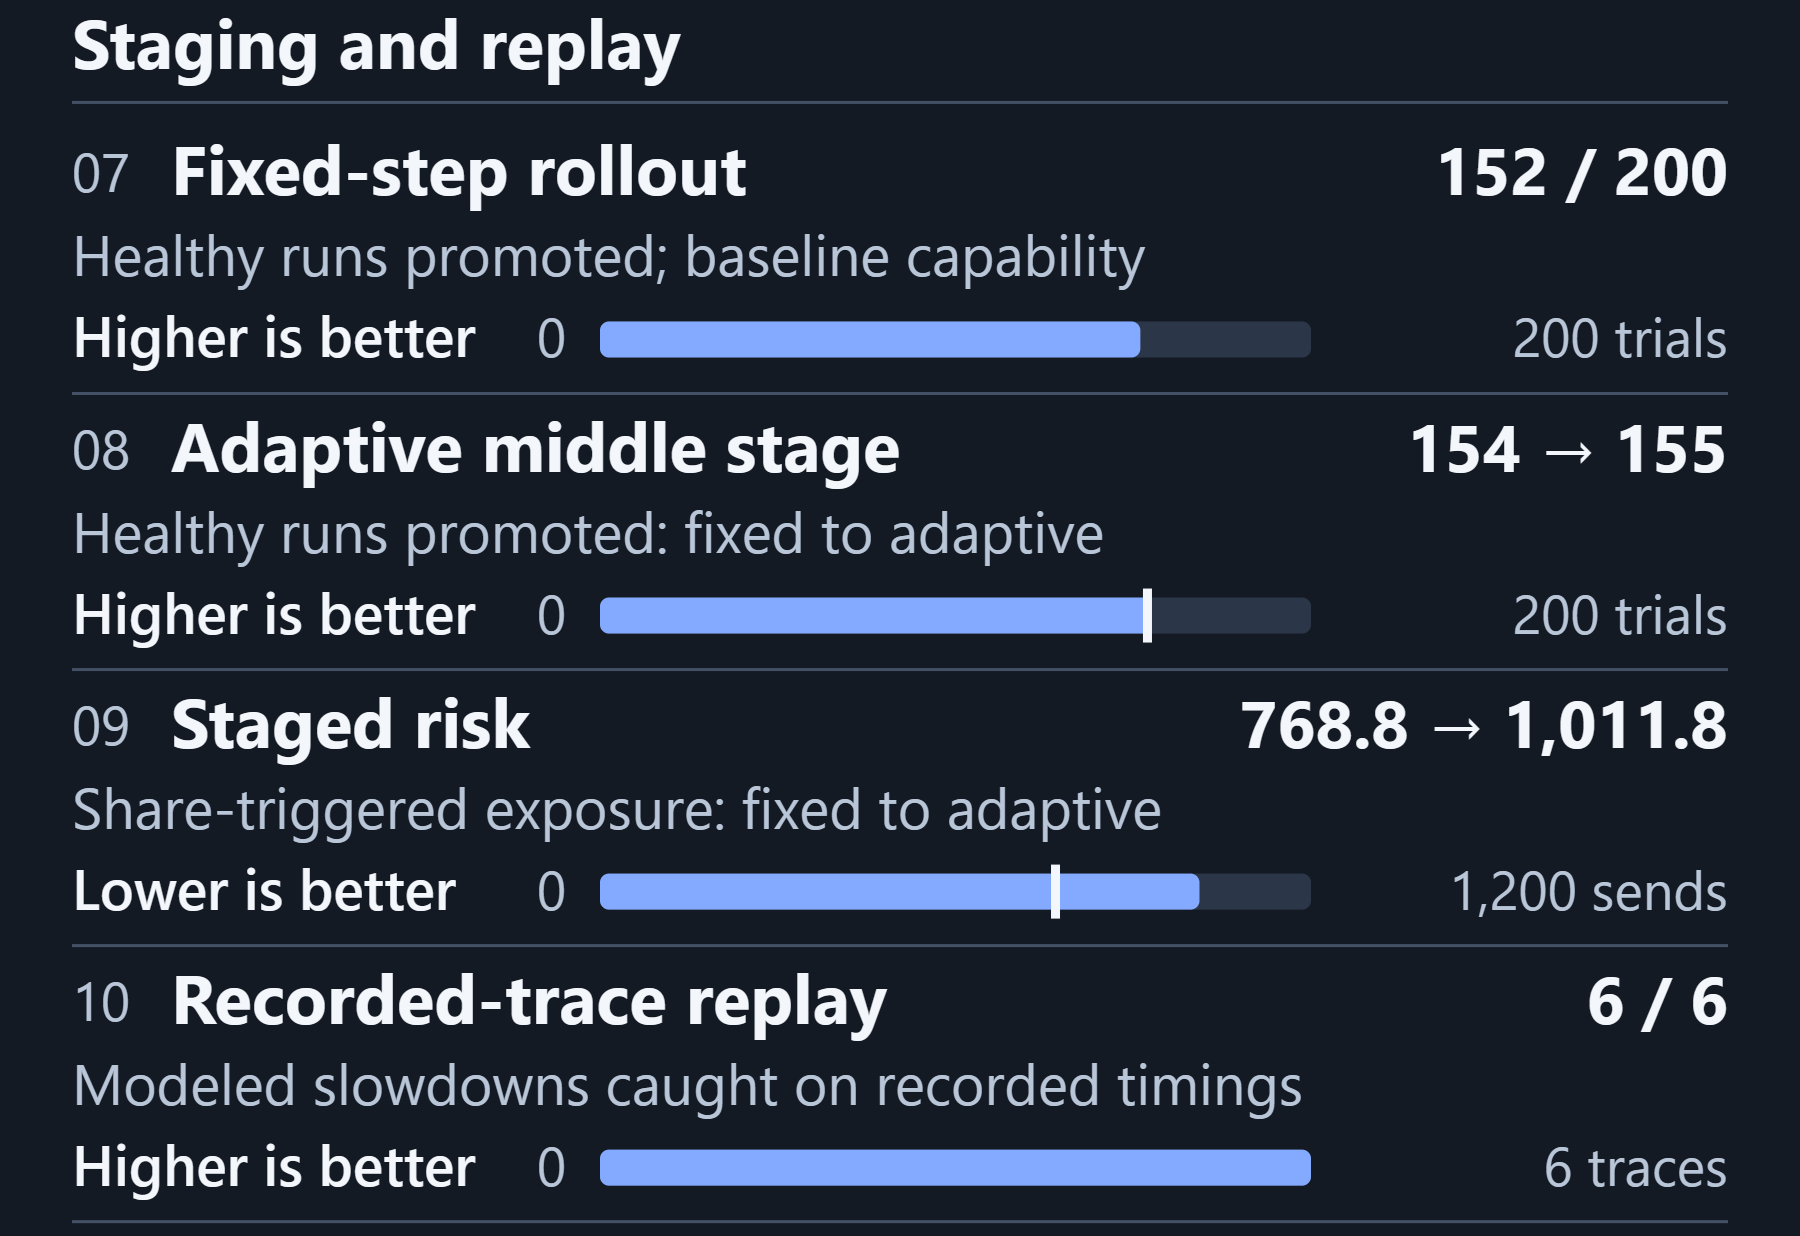 Staging and replay
07 Fixed-step rollout 152 / 200
Healthy runs promoted; baseline capability
Higher is better 0 200 trials
08 Adaptive middle stage 154 → 155
Healthy runs promoted: fixed to adaptive
Higher is better 0 200 trials
09 Staged risk 768.8 → 1,011.8
Share-triggered exposure: fixed to adaptive
Lower is better 0 1,200 sends
10 Recorded-trace replay 6 / 6
Modeled slowdowns caught on recorded timings
Higher is better 0 6 traces